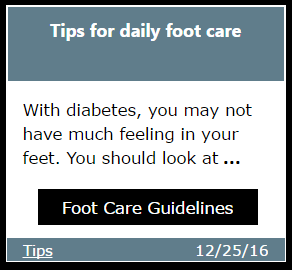 Tips for daily foot care
With diabetes, you may not
have much feeling in your
feet. You should look at ...
Foot Care Guidelines
Tips 12/25/16